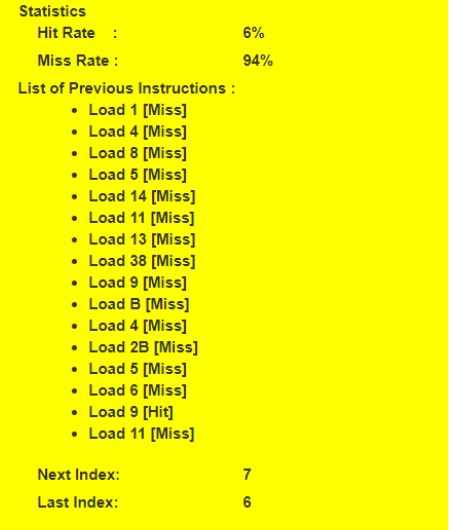 Statistics
Hit Rate : 6%
Miss Rate : 94%
List of Previous Instructions :
• Load 1 [Miss]
• Load 4 [Miss]
• Load 8 [Miss]
• Load 5 [Miss]
• Load 14 [Miss]
• Load 11 [Miss]
• Load 13 [Miss]
• Load 38 [Miss]
• Load 9 [Miss]
• Load B [Miss]
• Load 4 [Miss]
• Load 2B [Miss]
• Load 5 [Miss]
• Load 6 [Miss]
• Load 9 [Hit]
• Load 11 [Miss]
Next Index: 7
Last Index: 6